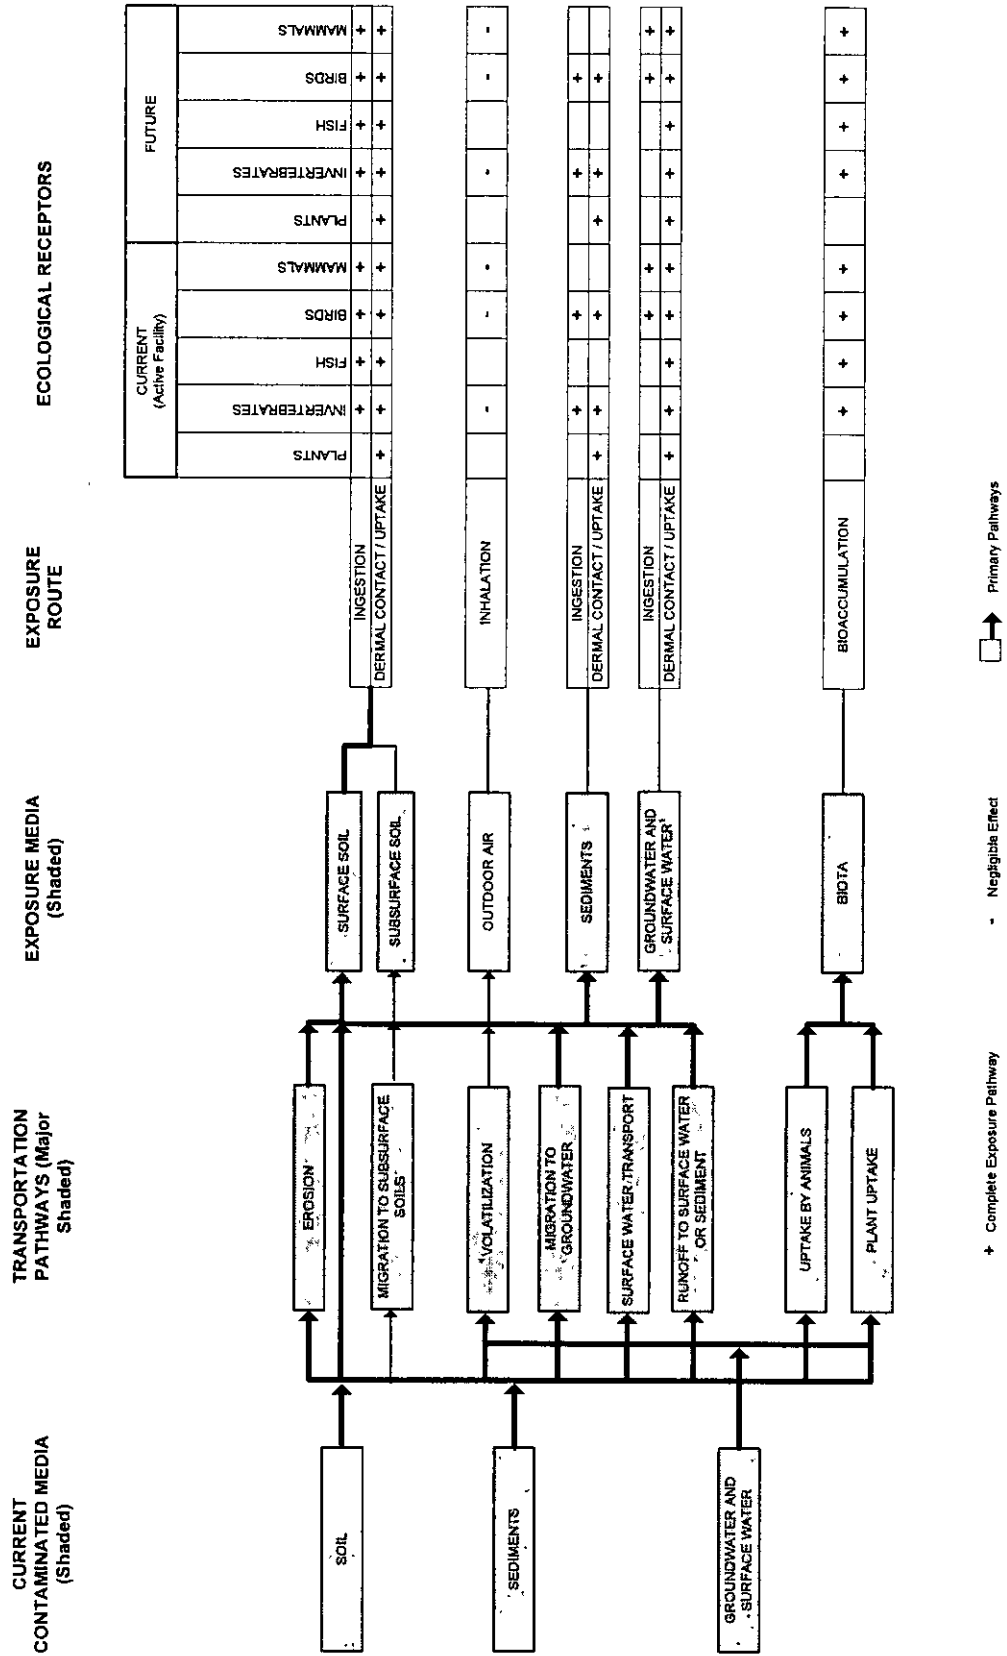 CURRENT
CONTAMINATED MEDIA
(Shaded)
TRANSPORTATION
PATHWAYS (Major
Shaded)
EXPOSURE MEDIA
(Shaded)
EXPOSURE
ROUTE
ECOLOGICAL RECEPTORS
CURRENT
(Active Facility)
FUTURE
PLANTS
INVERTEBRATES
FISH
BIRDS
MAMMALS
PLANTS
INVERTEBRATES
FISH
BIRDS
MAMMALS
SOIL
SEDIMENTS
GROUNDWATER AND
SURFACE WATER
EROSION
MIGRATION TO SUBSURFACE
SOILS
VOLATILIZATION
MIGRATION TO
GROUNDWATER
SURFACE WATER TRANSPORT
RUNOFF TO SURFACE WATER
OR SEDIMENT
UPTAKE BY ANIMALS
PLANT UPTAKE
SURFACE SOIL
SUBSURFACE SOIL
OUTDOOR AIR
SEDIMENTS
GROUNDWATER AND
SURFACE WATER
BIOTA
INGESTION + + + + + + + +
DERMAL CONTACT / UPTAKE + + + + + + + +
INHALATION - - - - - -
INGESTION + + + +
DERMAL CONTACT / UPTAKE + + + + + +
INGESTION + + + +
DERMAL CONTACT / UPTAKE + + + + + + + + + +
BIOACCUMULATION + + + + + + + +
+ Complete Exposure Pathway
- Negligible Effect
Primary Pathways